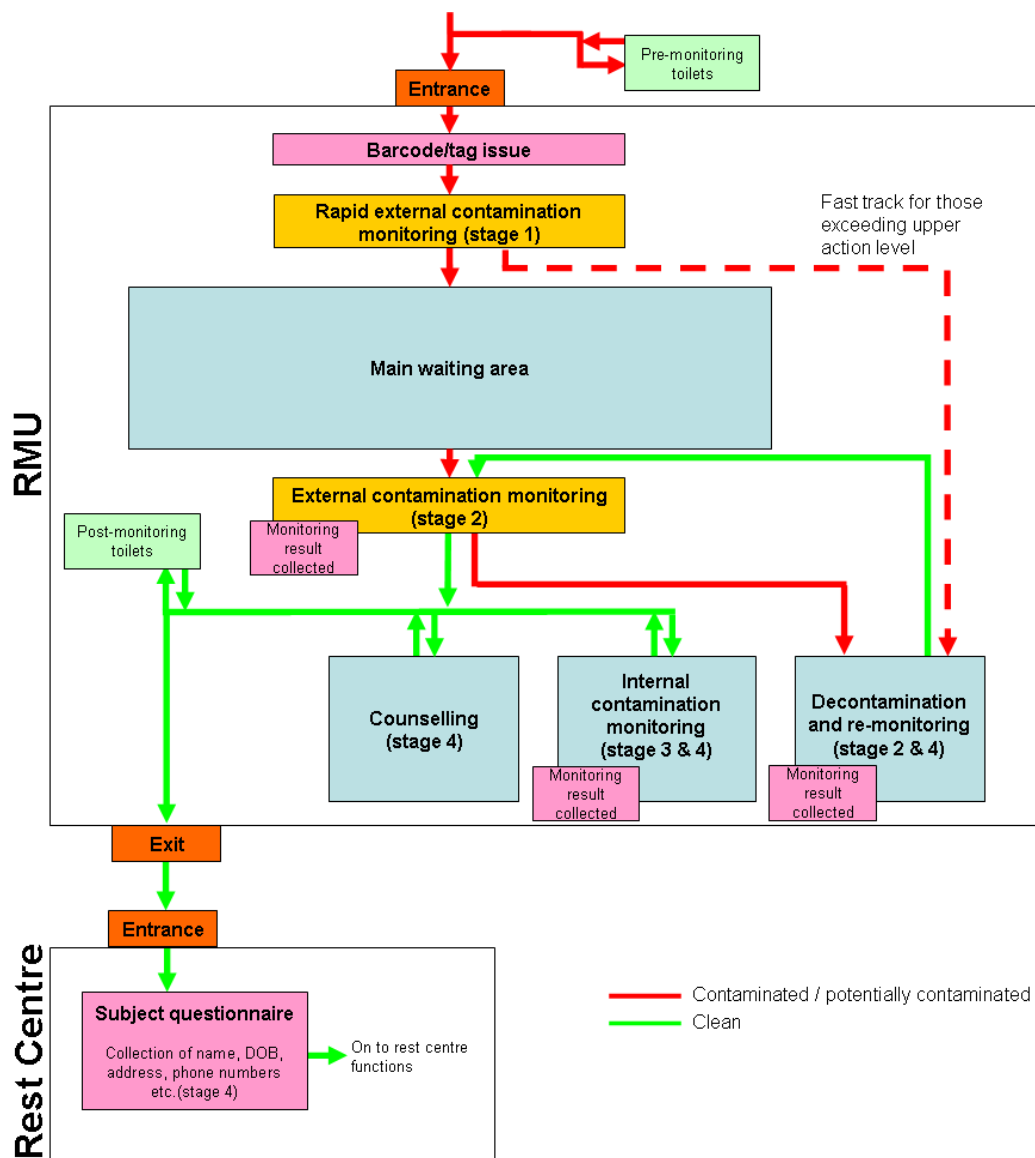 Pre-monitoring
toilets
Entrance
Barcode/tag issue
Rapid external contamination
monitoring (stage 1)
Fast track for those
exceeding upper
action level
Main waiting area
RMU
External contamination monitoring
(stage 2)
Monitoring
result
collected
Post-monitoring
toilets
Counselling
(stage 4)
Internal
contamination
monitoring
(stage 3 & 4)
Monitoring
result
collected
Decontamination
and re-monitoring
(stage 2 & 4)
Monitoring
result
collected
Exit
Entrance
Rest Centre
Subject questionnaire
Collection of name, DOB,
address, phone numbers
etc.(stage 4)
On to rest centre
functions
Contaminated / potentially contaminated
Clean